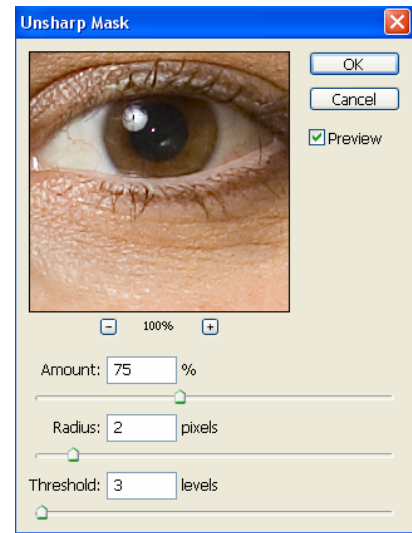 Unsharp Mask
OK
Cancel
Preview
100%
Amount: 75 %
Radius: 2 pixels
Threshold: 3 levels